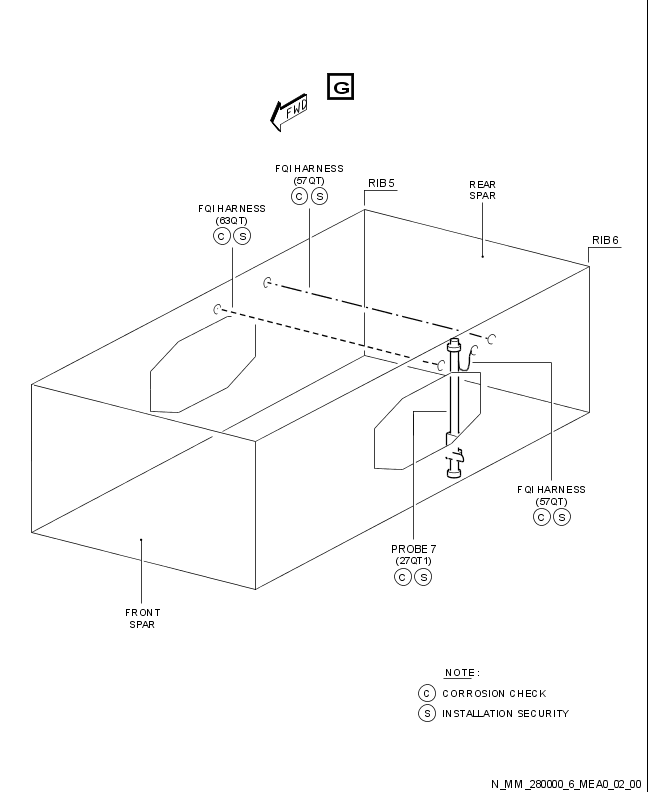 G
FWD
FQI HARNESS
(57QT)
C S
RIB 5
REAR
SPAR
FQI HARNESS
(63QT)
C S
RIB 6
FQI HARNESS
(57QT)
C S
PROBE 7
(27QT1)
C S
FRONT
SPAR
NOTE:
C CORROSION CHECK
S INSTALLATION SECURITY
N_MM_280000_6_MEA0_02_00